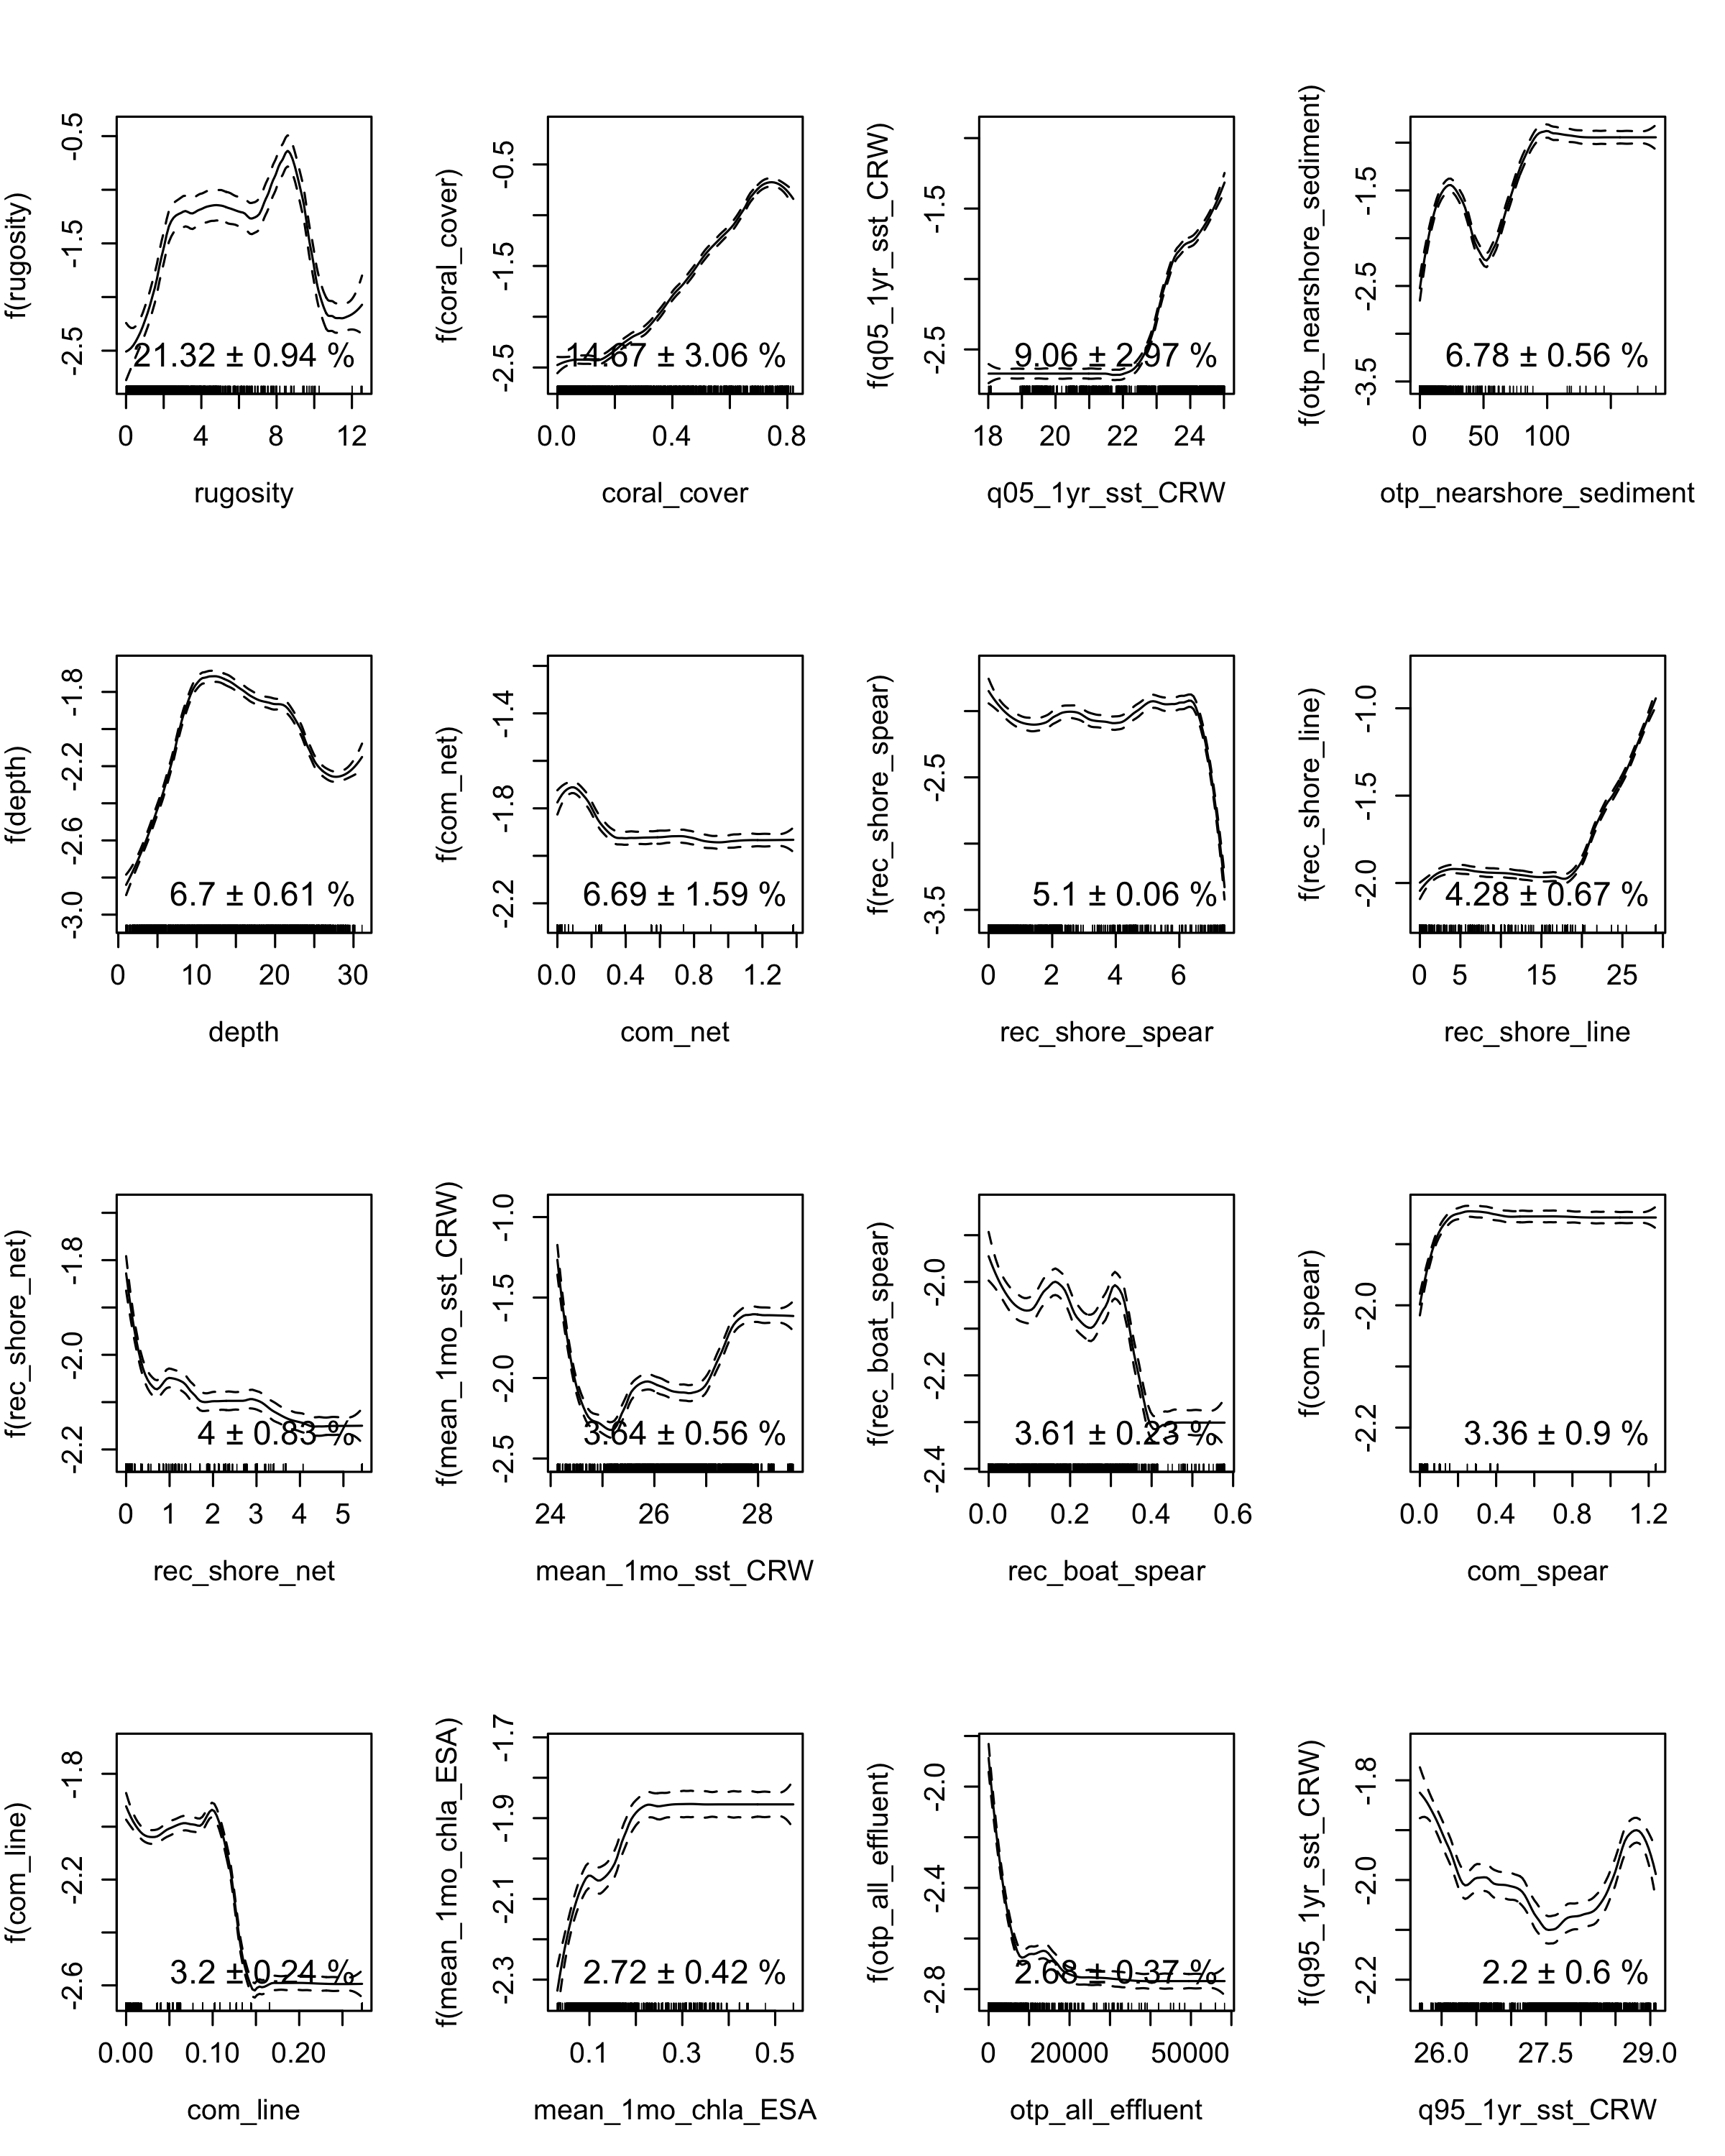 f(rugosity)
-0.5
-1.5
-2.5
21.32 ± 0.94 %
0 4 8 12
rugosity
f(coral_cover)
-0.5
-1.5
-2.5
14.67 ± 3.06 %
0.0 0.4 0.8
coral_cover
f(q05_1yr_sst_CRW)
-1.5
-2.5
9.06 ± 2.97 %
18 20 22 24
q05_1yr_sst_CRW
f(otp_nearshore_sediment)
-1.5
-2.5
-3.5
6.78 ± 0.56 %
0 50 100
otp_nearshore_sediment
f(depth)
-1.8
-2.2
-2.6
-3.0
6.7 ± 0.61 %
0 10 20 30
depth
f(com_net)
-1.4
-1.8
-2.2
6.69 ± 1.59 %
0.0 0.4 0.8 1.2
com_net
f(rec_shore_spear)
-2.5
-3.5
5.1 ± 0.06 %
0 2 4 6
rec_shore_spear
f(rec_shore_line)
-1.0
-1.5
-2.0
4.28 ± 0.67 %
0 5 15 25
rec_shore_line
f(rec_shore_net)
-1.8
-2.0
-2.2
4 ± 0.83 %
0 1 2 3 4 5
rec_shore_net
f(mean_1mo_sst_CRW)
-1.0
-1.5
-2.0
-2.5
3.64 ± 0.56 %
24 26 28
mean_1mo_sst_CRW
f(rec_boat_spear)
-2.0
-2.2
-2.4
3.61 ± 0.23 %
0.0 0.2 0.4 0.6
rec_boat_spear
f(com_spear)
-2.0
-2.2
3.36 ± 0.9 %
0.0 0.4 0.8 1.2
com_spear
f(com_line)
-1.8
-2.2
-2.6
3.2 ± 0.24 %
0.00 0.10 0.20
com_line
f(mean_1mo_chla_ESA)
-1.7
-1.9
-2.1
-2.3
2.72 ± 0.42 %
0.1 0.3 0.5
mean_1mo_chla_ESA
f(otp_all_effluent)
-2.0
-2.4
-2.8
2.68 ± 0.37 %
0 20000 50000
otp_all_effluent
f(q95_1yr_sst_CRW)
-1.8
-2.0
-2.2
2.2 ± 0.6 %
26.0 27.5 29.0
q95_1yr_sst_CRW